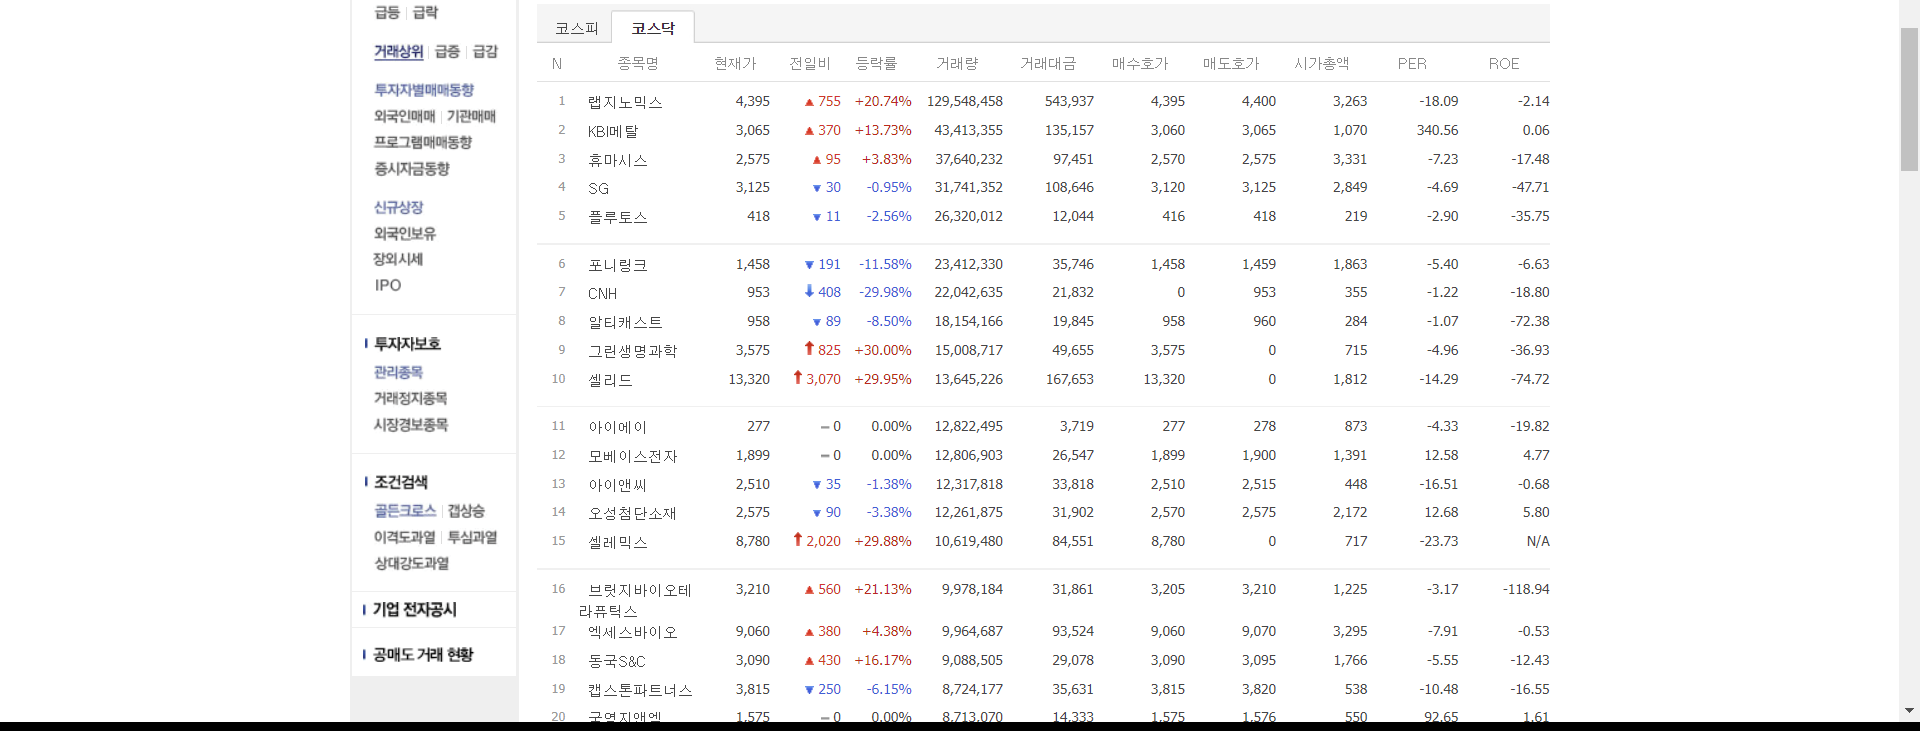 급등 급락
거래상위 급증 급감
투자자별매매동향
외국인매매 기관매매
프로그램매매동향
증시자금동향
신규상장
외국인보유
장외시세
IPO
투자자보호
관리종목
거래정지종목
시장경보종목
조건검색
골든크로스 갭상승
이격도과열 투심과열
상대강도과열
기업 전자공시
공매도 거래 현황
코스피 코스닥
N 종목명 현재가 전일비 등락률 거래량 거래대금 매수호가 매도호가 시가총액 PER ROE
1 랩지노믹스 4,395 ▲ 755 +20.74% 129,548,458 543,937 4,395 4,400 3,263 -18.09 -2.14
2 KBI메탈 3,065 ▲ 370 +13.73% 43,413,355 135,157 3,060 3,065 1,070 340.56 0.06
3 휴마시스 2,575 ▲ 95 +3.83% 37,640,232 97,451 2,570 2,575 3,331 -7.23 -17.48
4 SG 3,125 ▼ 30 -0.95% 31,741,352 108,646 3,120 3,125 2,849 -4.69 -47.71
5 플루토스 418 ▼ 11 -2.56% 26,320,012 12,044 416 418 219 -2.90 -35.75
6 포니링크 1,458 ▼ 191 -11.58% 23,412,330 35,746 1,458 1,459 1,863 -5.40 -6.63
7 CNH 953 ⬇ 408 -29.98% 22,042,635 21,832 0 953 355 -1.22 -18.80
8 알티캐스트 958 ▼ 89 -8.50% 18,154,166 19,845 958 960 284 -1.07 -72.38
9 그린생명과학 3,575 ⬆ 825 +30.00% 15,008,717 49,655 3,575 0 715 -4.96 -36.93
10 셀리드 13,320 ⬆ 3,070 +29.95% 13,645,226 167,653 13,320 0 1,812 -14.29 -74.72
11 아이에이 277 – 0 0.00% 12,822,495 3,719 277 278 873 -4.33 -19.82
12 모베이스전자 1,899 – 0 0.00% 12,806,903 26,547 1,899 1,900 1,391 12.58 4.77
13 아이앤씨 2,510 ▼ 35 -1.38% 12,317,818 33,818 2,510 2,515 448 -16.51 -0.68
14 오성첨단소재 2,575 ▼ 90 -3.38% 12,261,875 31,902 2,570 2,575 2,172 12.68 5.80
15 셀레믹스 8,780 ⬆ 2,020 +29.88% 10,619,480 84,551 8,780 0 717 -23.73 N/A
16 브릿지바이오테 3,210 ▲ 560 +21.13% 9,978,184 31,861 3,205 3,210 1,225 -3.17 -118.94
라퓨틱스
17 엑세스바이오 9,060 ▲ 380 +4.38% 9,964,687 93,524 9,060 9,070 3,295 -7.91 -0.53
18 동국S&C 3,090 ▲ 430 +16.17% 9,088,505 29,078 3,090 3,095 1,766 -5.55 -12.43
19 캡스톤파트너스 3,815 ▼ 250 -6.15% 8,724,177 35,631 3,815 3,820 538 -10.48 -16.55
20 국영지앤엠 1,575 – 0 0.00% 8,713,070 14,333 1,575 1,576 550 92.65 1.61